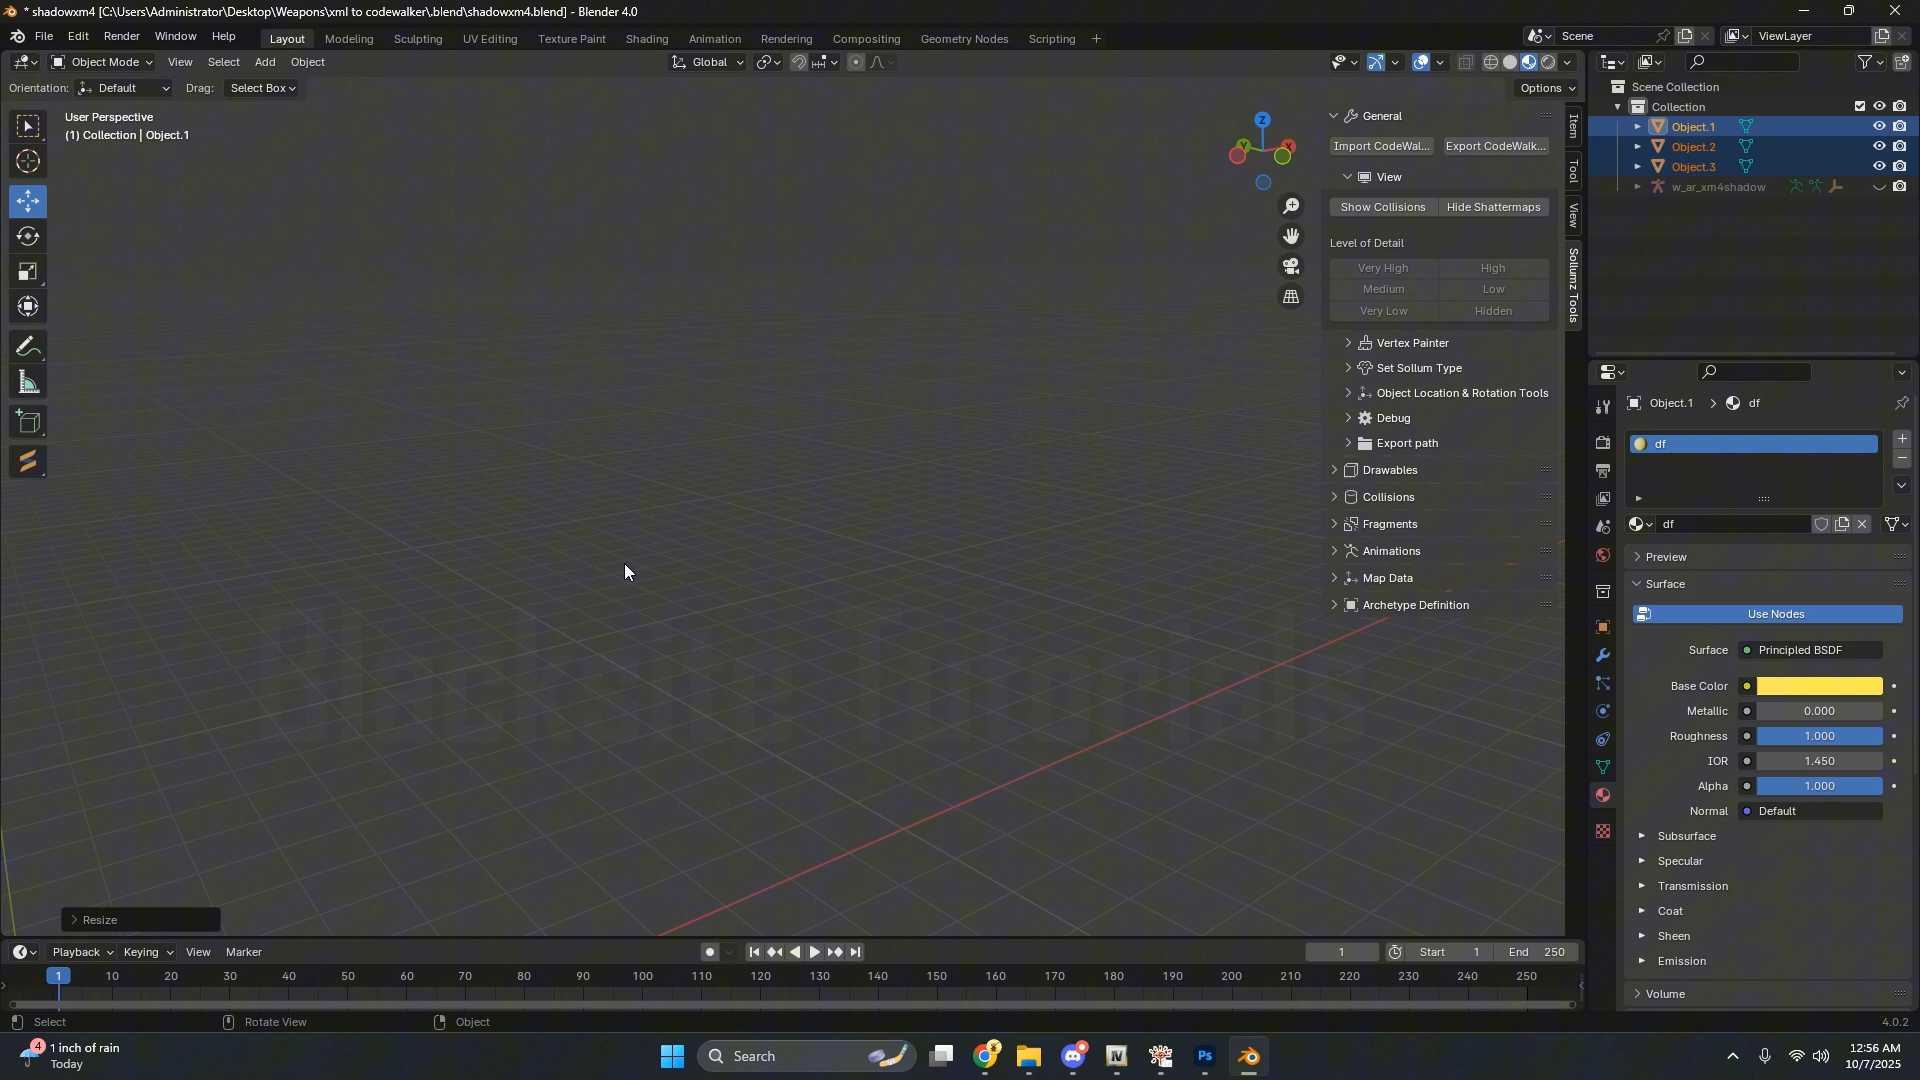 * shadowxm4 [C:\Users\Administrator\Desktop\Weapons\xml to codewalker\.blend\shadowxm4.blend] - Blender 4.0
File Edit Render Window Help Layout Modeling Sculpting UV Editing Texture Paint Shading Animation Rendering Compositing Geometry Nodes Scripting + Scene ViewLayer
Object Mode View Select Add Object Global
Orientation: Default Drag: Select Box Options
User Perspective
(1) Collection | Object.1
Z
Y
X
General
Import CodeWal... Export CodeWalk...
View
Show Collisions Hide Shattermaps
Level of Detail
Very High High
Medium Low
Very Low Hidden
Vertex Painter
Set Sollum Type
Object Location & Rotation Tools
Debug
Export path
Drawables
Collisions
Fragments
Animations
Map Data
Archetype Definition
Item
Tool
View
Sollumz Tools
Scene Collection
Collection
Object.1
Object.2
Object.3
w_ar_xm4shadow
Object.1 > df
df
df
Preview
Surface
Use Nodes
Surface Principled BSDF
Base Color
Metallic 0.000
Roughness 1.000
IOR 1.450
Alpha 1.000
Normal Default
Subsurface
Specular
Transmission
Coat
Sheen
Emission
Volume
Resize
Playback Keying View Marker 1 Start 1 End 250
1 10 20 30 40 50 60 70 80 90 100 110 120 130 140 150 160 170 180 190 200 210 220 230 240 250
Select Rotate View Object 4.0.2
4 1 inch of rain
Today
Search
IV
Ps
12:56 AM
10/7/2025